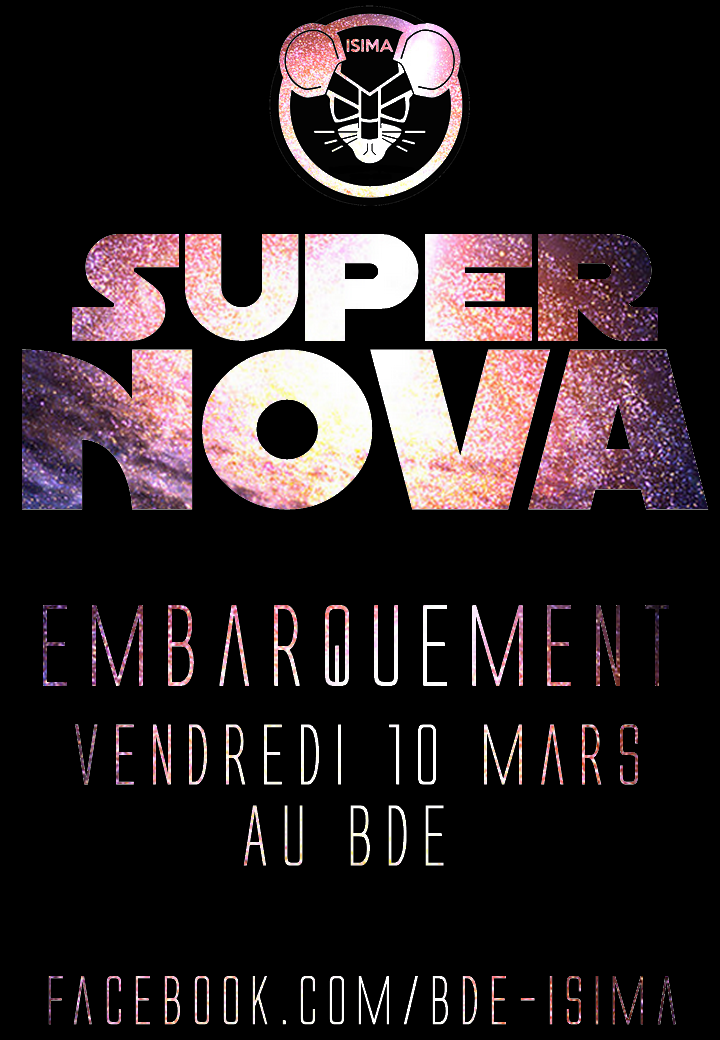 ISIMA
SUPER
NOVA
EMBARQUEMENT
VENDREDI 10 MARS
AU BDE
FACEBOOK.COM/BDE-ISIMA